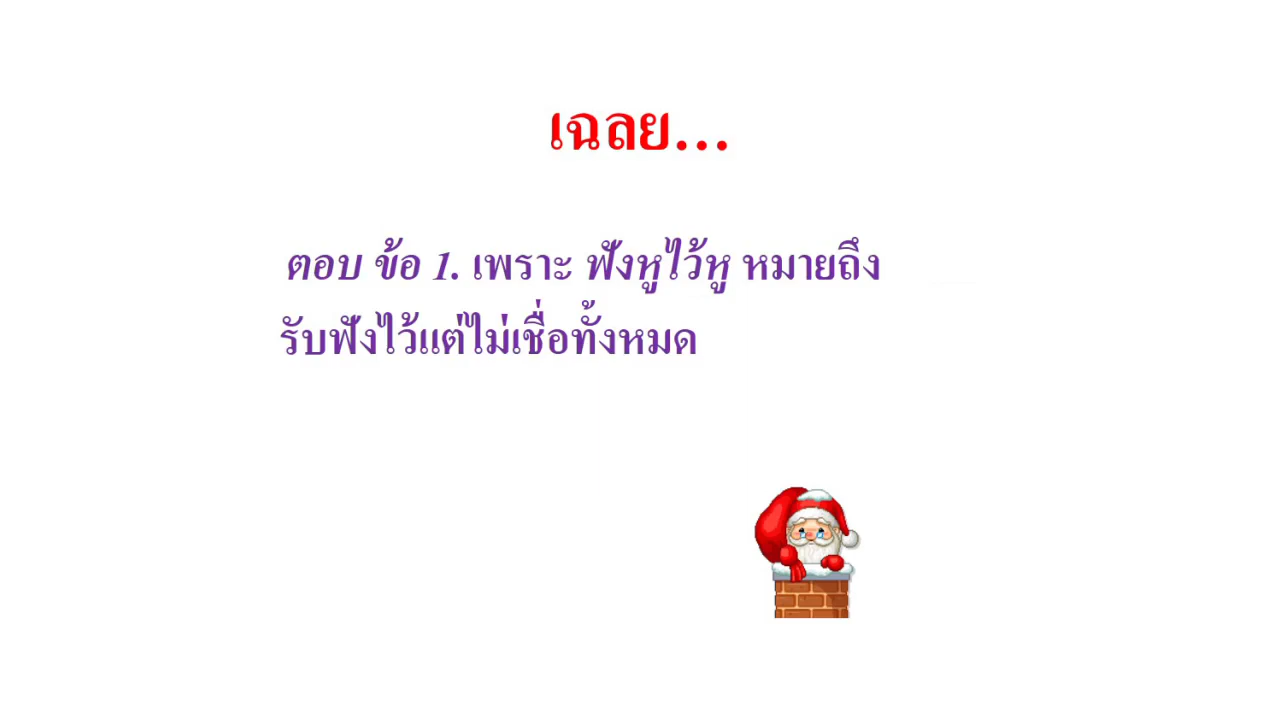 เฉลย...
ตอบ ข้อ 1. เพราะ ฟังหูไว้หู หมายถึง
รับฟังไว้แต่ไม่เชื่อทั้งหมด